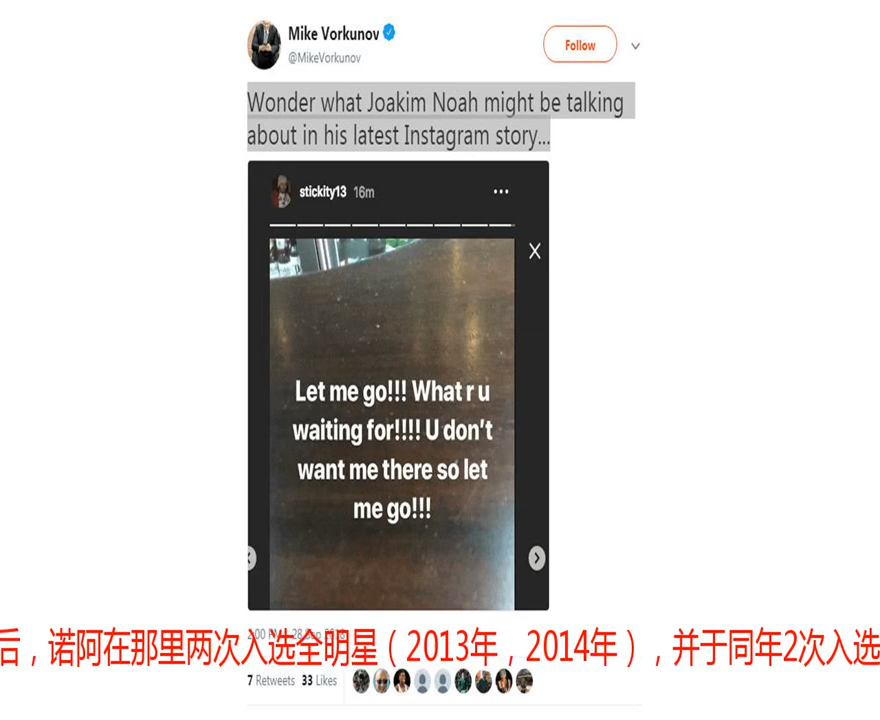 Mike Vorkunov
@MikeVorkunov
Follow
Wonder what Joakim Noah might be talking
about in his latest Instagram story...
stickity13 16m
Let me go!!! What r u
waiting for!!!! U don't
want me there so let
me go!!!
后，诺阿在那里两次入选全明星（2013年，2014年），并于同年2次入选
7 Retweets 33 Likes